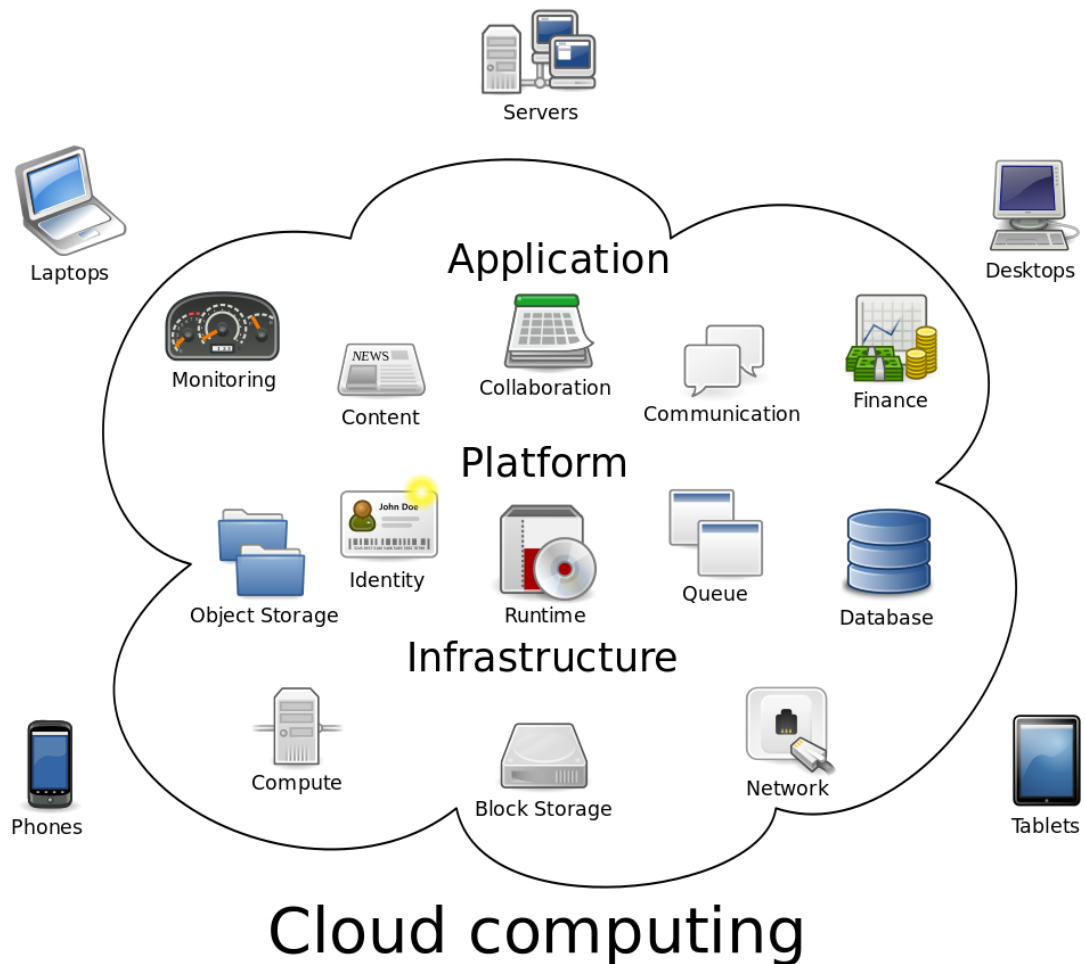 Servers
Laptops
Desktops
Application
Monitoring
NEWS
Content
Collaboration
Communication
Finance
Platform
Object Storage
John Doe
Identity
Runtime
Queue
Database
Infrastructure
Compute
Block Storage
Network
Phones
Tablets
Cloud computing